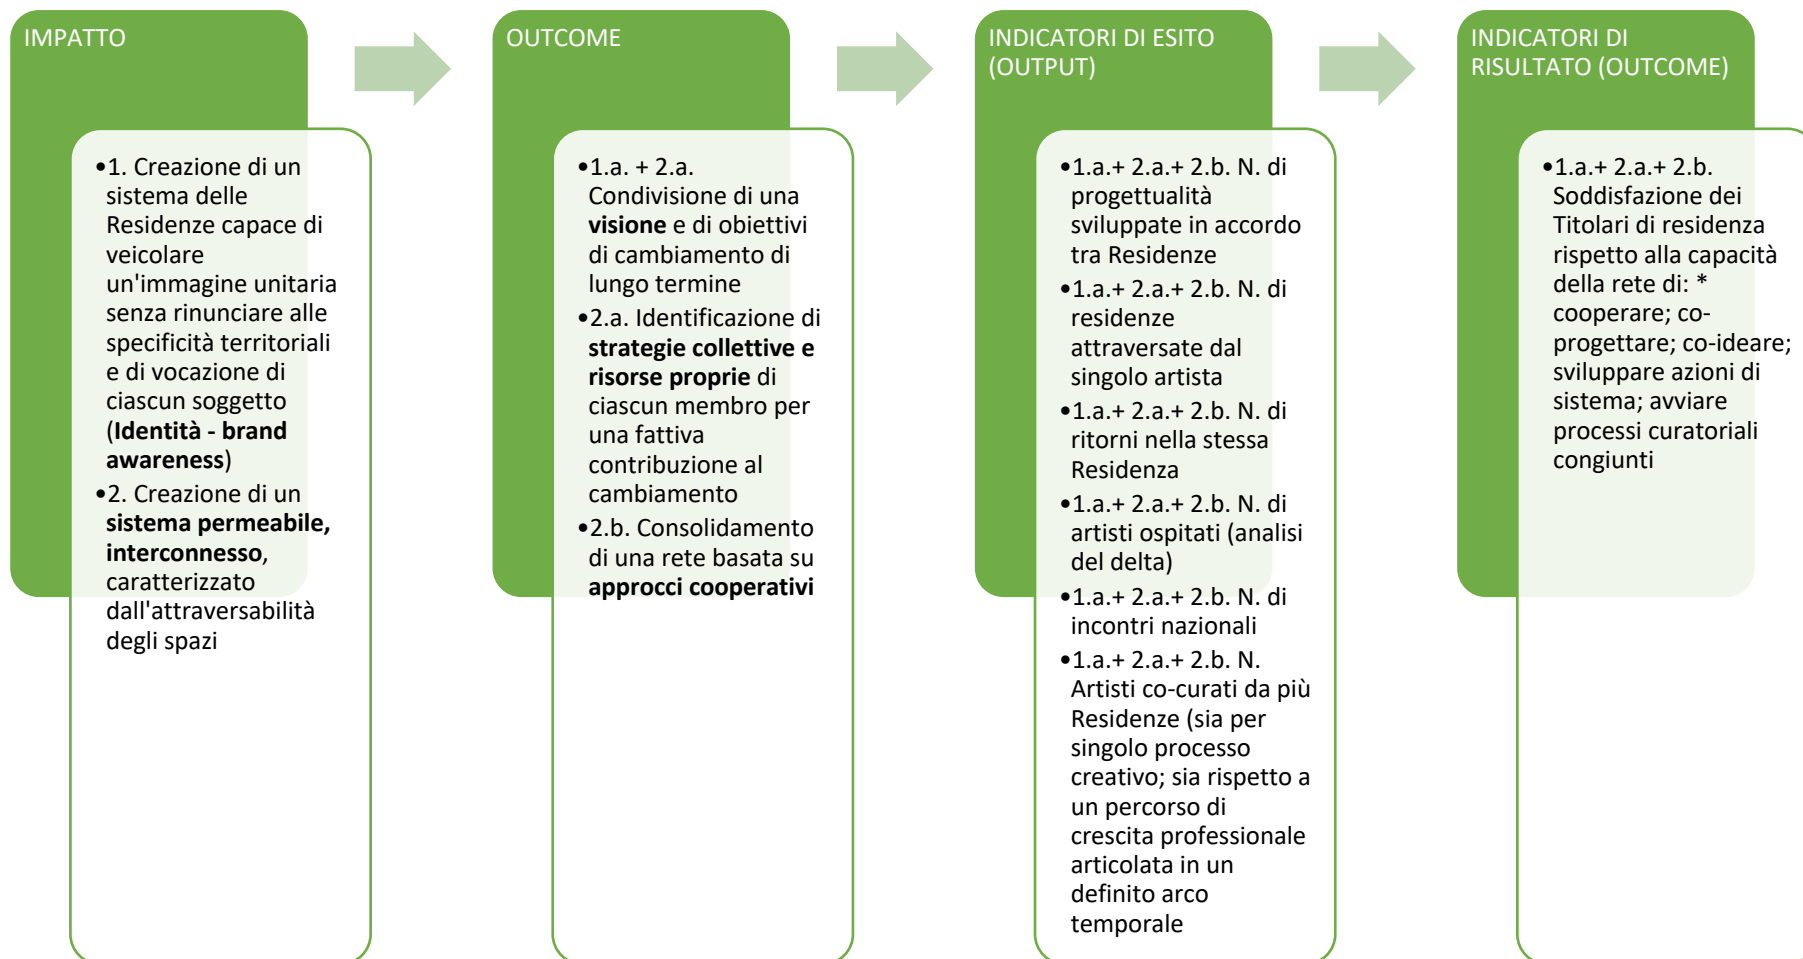 IMPATTO
•1. Creazione di un
sistema delle
Residenze capace di
veicolare
un'immagine unitaria
senza rinunciare alle
specificità territoriali
e di vocazione di
ciascun soggetto
(Identità - brand
awareness)
•2. Creazione di un
sistema permeabile,
interconnesso,
caratterizzato
dall'attraversabilità
degli spazi
OUTCOME
•1.a. + 2.a.
Condivisione di una
visione e di obiettivi
di cambiamento di
lungo termine
•2.a. Identificazione di
strategie collettive e
risorse proprie di
ciascun membro per
una fattiva
contribuzione al
cambiamento
•2.b. Consolidamento
di una rete basata su
approcci cooperativi
INDICATORI DI ESITO
(OUTPUT)
•1.a.+ 2.a.+ 2.b. N. di
progettualità
sviluppate in accordo
tra Residenze
•1.a.+ 2.a.+ 2.b. N. di
residenze
attraversate dal
singolo artista
•1.a.+ 2.a.+ 2.b. N. di
ritorni nella stessa
Residenza
•1.a.+ 2.a.+ 2.b. N. di
artisti ospitati (analisi
del delta)
•1.a.+ 2.a.+ 2.b. N. di
incontri nazionali
•1.a.+ 2.a.+ 2.b. N.
Artisti co-curati da più
Residenze (sia per
singolo processo
creativo; sia rispetto a
un percorso di
crescita professionale
articolata in un
definito arco
temporale
INDICATORI DI
RISULTATO (OUTCOME)
•1.a.+ 2.a.+ 2.b.
Soddisfazione dei
Titolari di residenza
rispetto alla capacità
della rete di: *
cooperare; co-
progettare; co-ideare;
sviluppare azioni di
sistema; avviare
processi curatoriali
congiunti